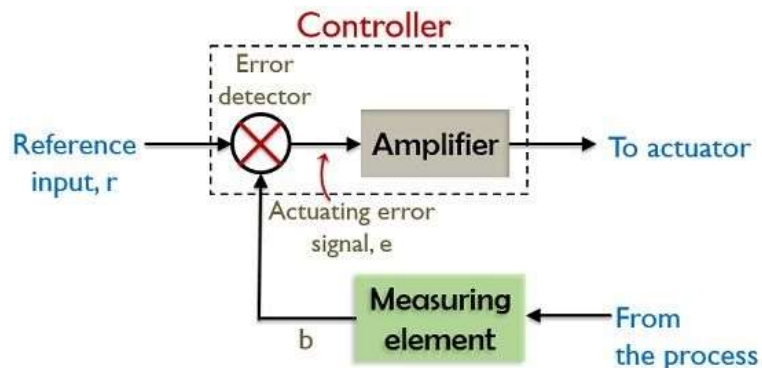 Controller
Error
detector
Reference
input, r
Amplifier
To actuator
Actuating error
signal, e
Measuring
element
b
From
the process